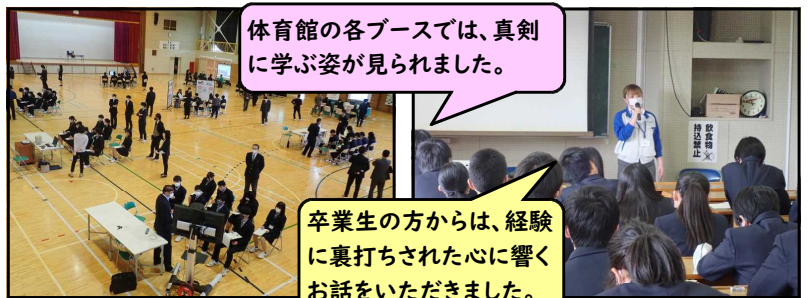 体育館の各ブースでは、真剣
に学ぶ姿が見られました。
飲食物
持込禁止
卒業生の方からは、経験
に裏打ちされた心に響く
お話をいただきました。